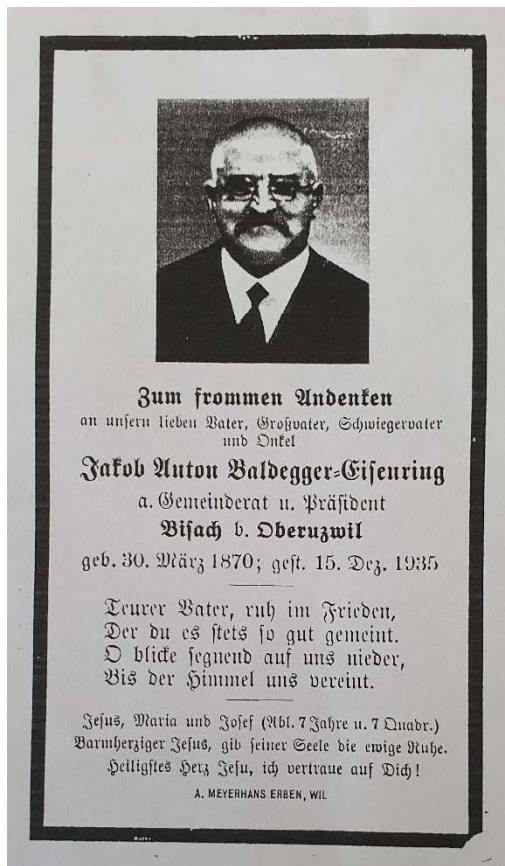 Zum frommen Andenken
an unsern lieben Vater, Großvater, Schwiegervater
und Onkel
Jakob Anton Baldegger-Eisenring
a. Gemeinderat u. Präsident
Bisach b. Oberuzwil
geb. 30. März 1870; gest. 15. Dez. 1935
Teurer Vater, ruh im Frieden,
Der du es stets so gut gemeint.
O blicke segnend auf uns nieder,
Bis der Himmel uns vereint.
Jesus, Maria und Josef (Abl. 7 Jahre u. 7 Quadr.)
Barmherziger Jesus, gib seiner Seele die ewige Ruhe.
Heiligstes Herz Jesu, ich vertraue auf Dich!
A. MEYERHANS ERBEN, WIL